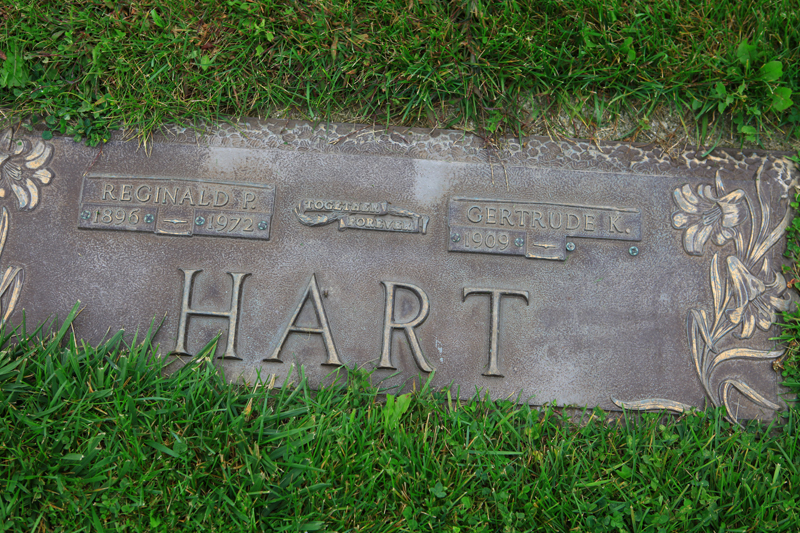 REGINALD P.
1896 1972
TOGETHER
FOREVER
GERTRUDE K.
1909
HART